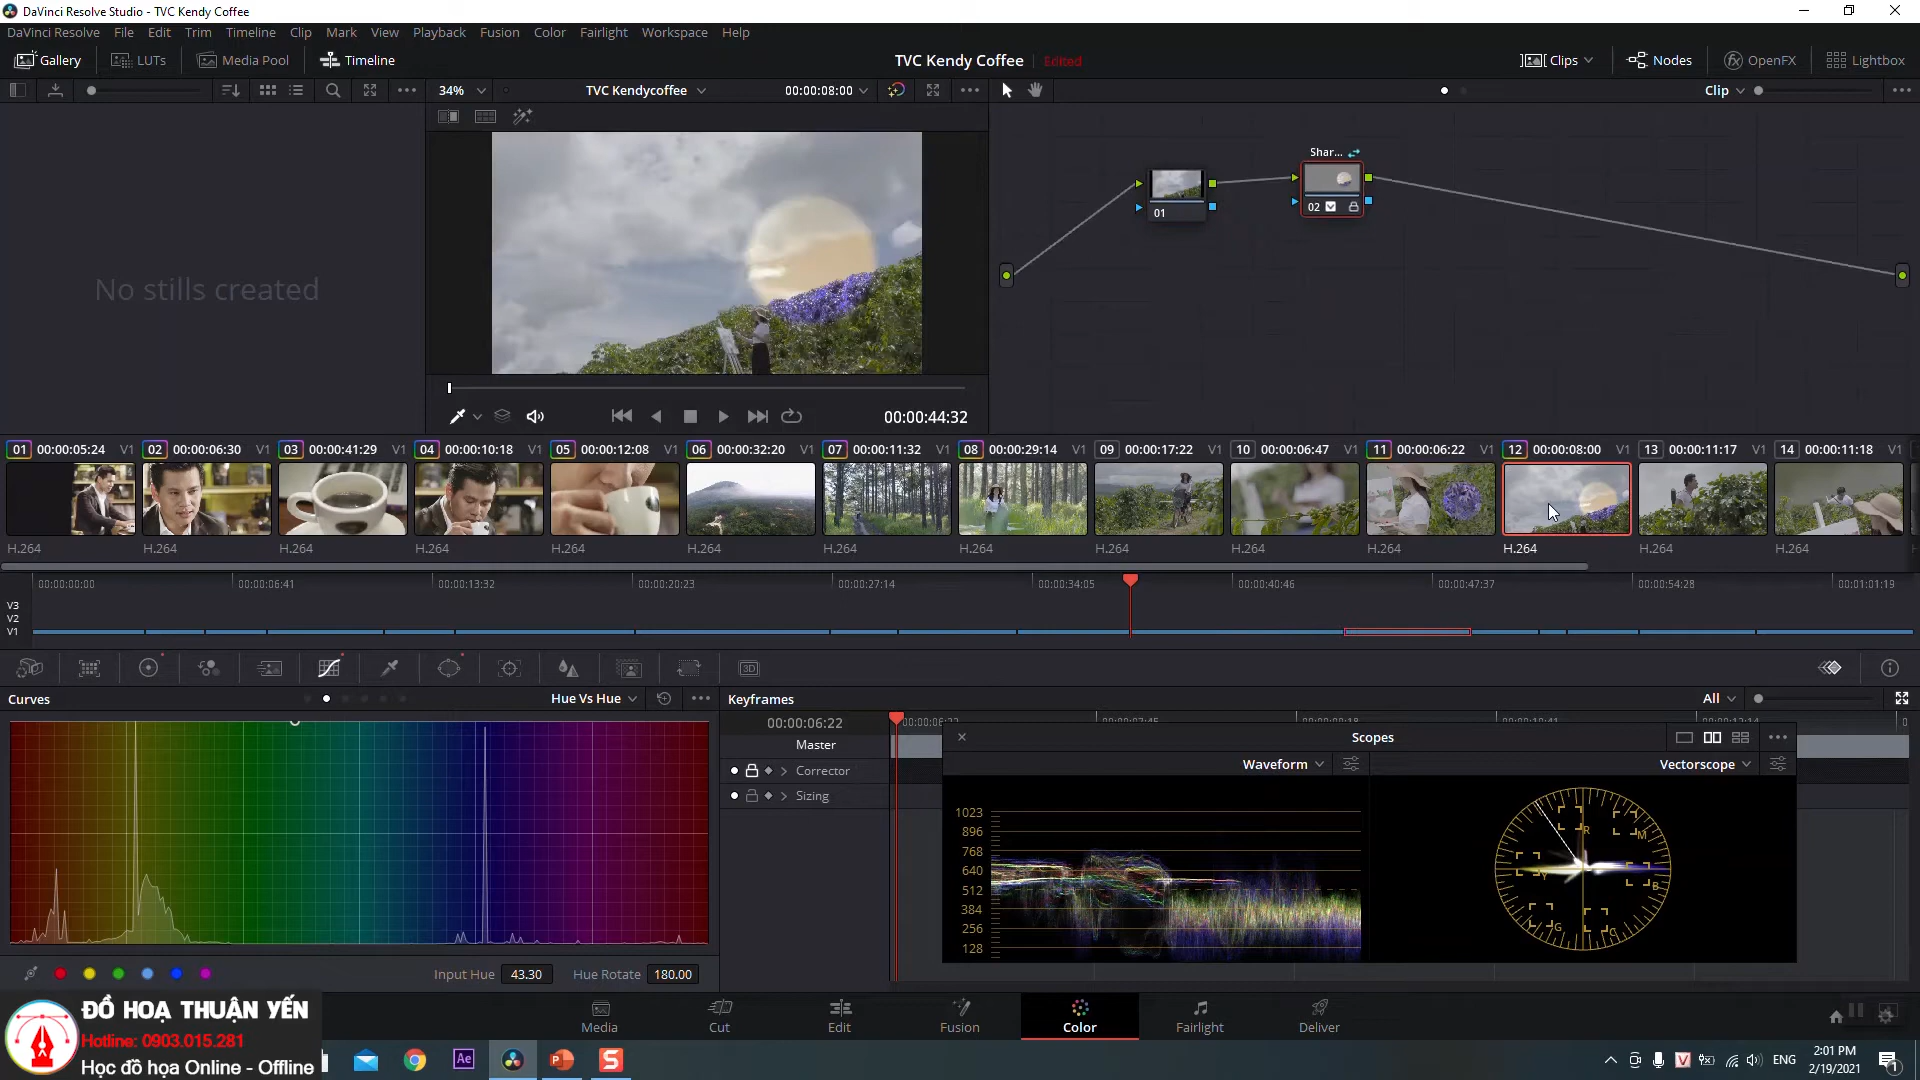 DaVinci Resolve Studio - TVC Kendy Coffee
DaVinci Resolve File Edit Trim Timeline Clip Mark View Playback Fusion Color Fairlight Workspace Help
Gallery LUTs Media Pool Timeline TVC Kendy Coffee Edited Clips Nodes OpenFX Lightbox
34% TVC Kendycoffee 00:00:08:00 Clip
No stills created
Shar...
01
02
00:00:44:32
01 00:00:05:24 V1 02 00:00:06:30 V1 03 00:00:41:29 V1 04 00:00:10:18 V1 05 00:00:12:08 V1 06 00:00:32:20 V1 07 00:00:11:32 V1 08 00:00:29:14 V1 09 00:00:17:22 V1 10 00:00:06:47 V1 11 00:00:06:22 V1 12 00:00:08:00 V1 13 00:00:11:17 V1 14 00:00:11:18 V1
H.264 H.264 H.264 H.264 H.264 H.264 H.264 H.264 H.264 H.264 H.264 H.264 H.264 H.264
00:00:00:00 00:00:06:41 00:00:13:32 00:00:20:23 00:00:27:14 00:00:34:05 00:00:40:46 00:00:47:37 00:00:54:28 00:01:01:19
V3
V2
V1
3D
Curves Hue Vs Hue Keyframes All
00:00:06:22
Master
Corrector
Sizing
Scopes
Waveform Vectorscope
1023
896
768
640
512
384
256
128
R
M
Y
B
G
C
Input Hue 43.30 Hue Rotate 180.00
Media Cut Edit Fusion Color Fairlight Deliver
ĐỒ HOẠ THUẬN YẾN
Hotline: 0903.015.281
Học đồ họa Online - Offline
Ae
ENG
2:01 PM
2/19/2021
1